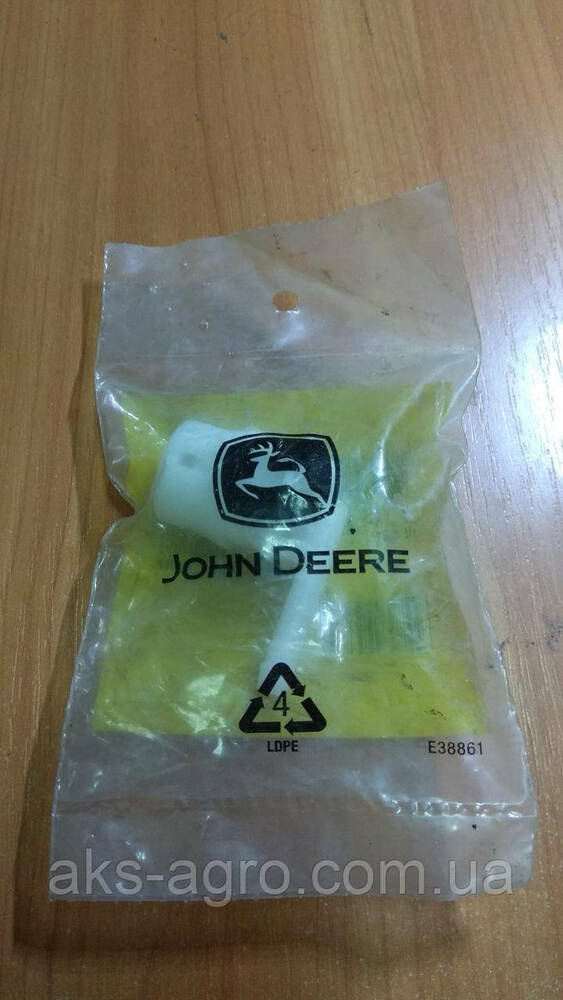 JOHN DEERE
4
LDPE
E38861
aks-agro.com.ua